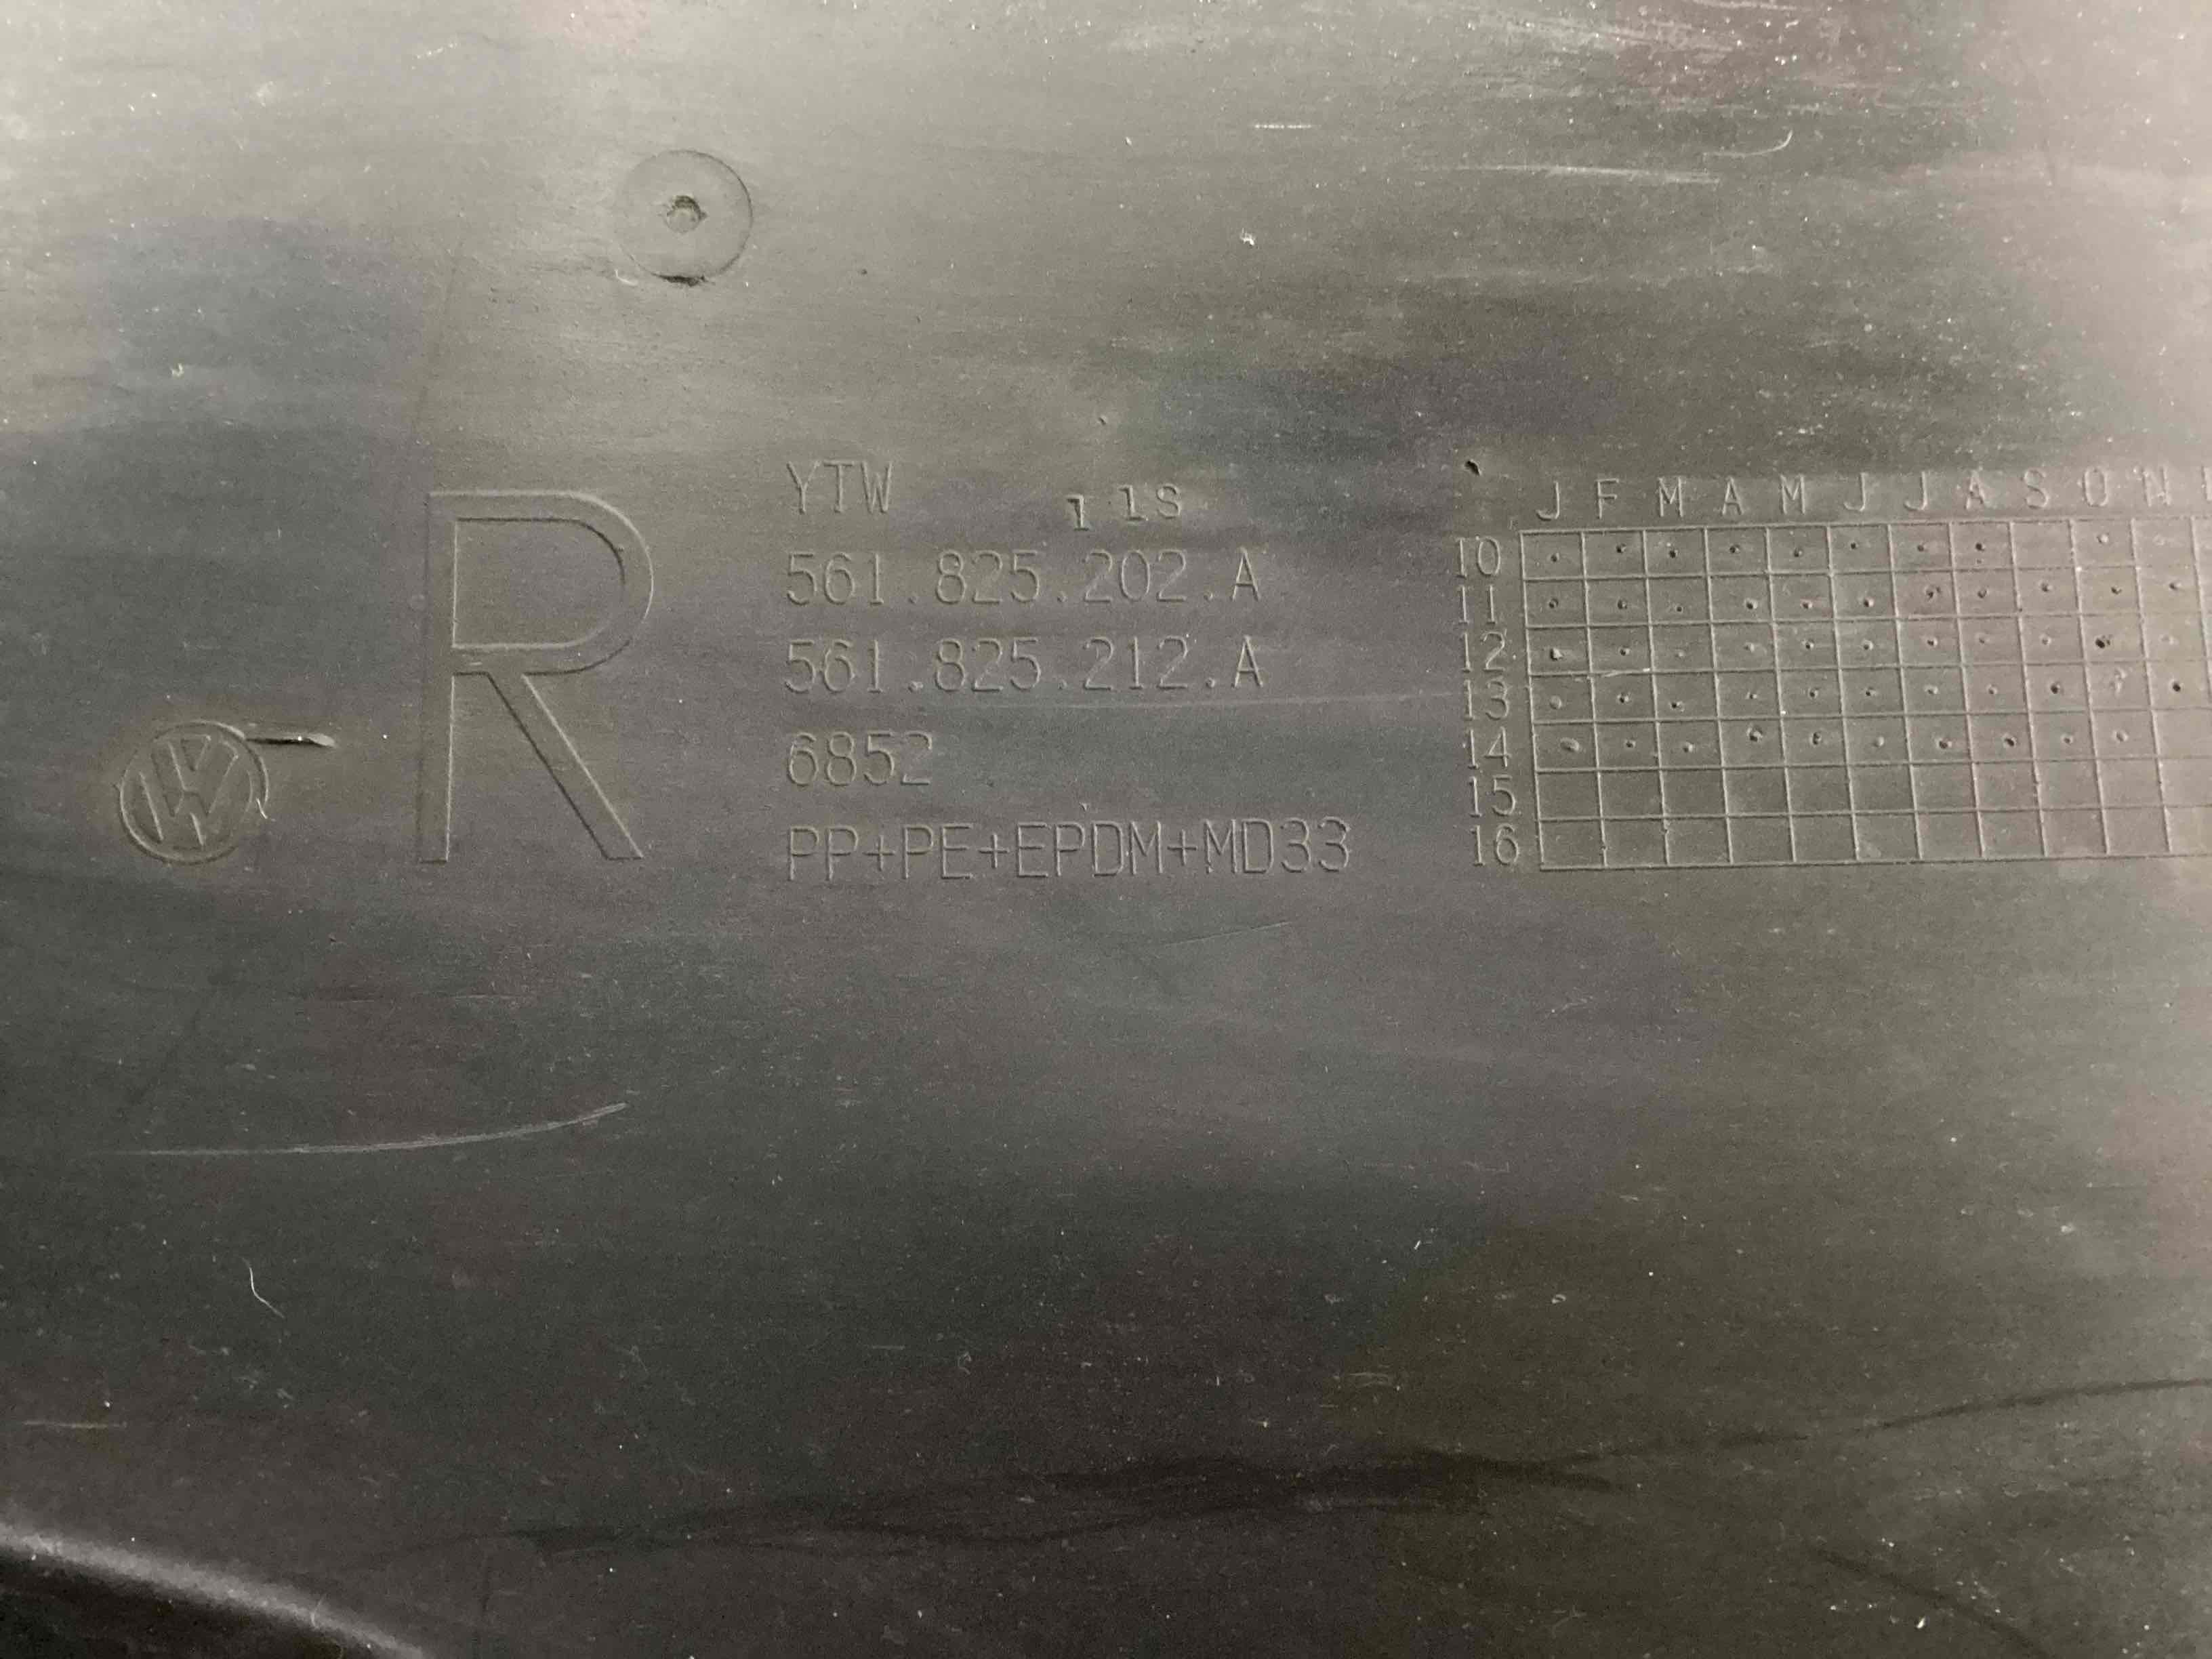 YTW
1 1S
561.825.202.A
561.825.212.A
6852
PP+PE+EPDM+MD33
R
VW
J F M A M J J A S O N
10
11
12
13
14
15
16